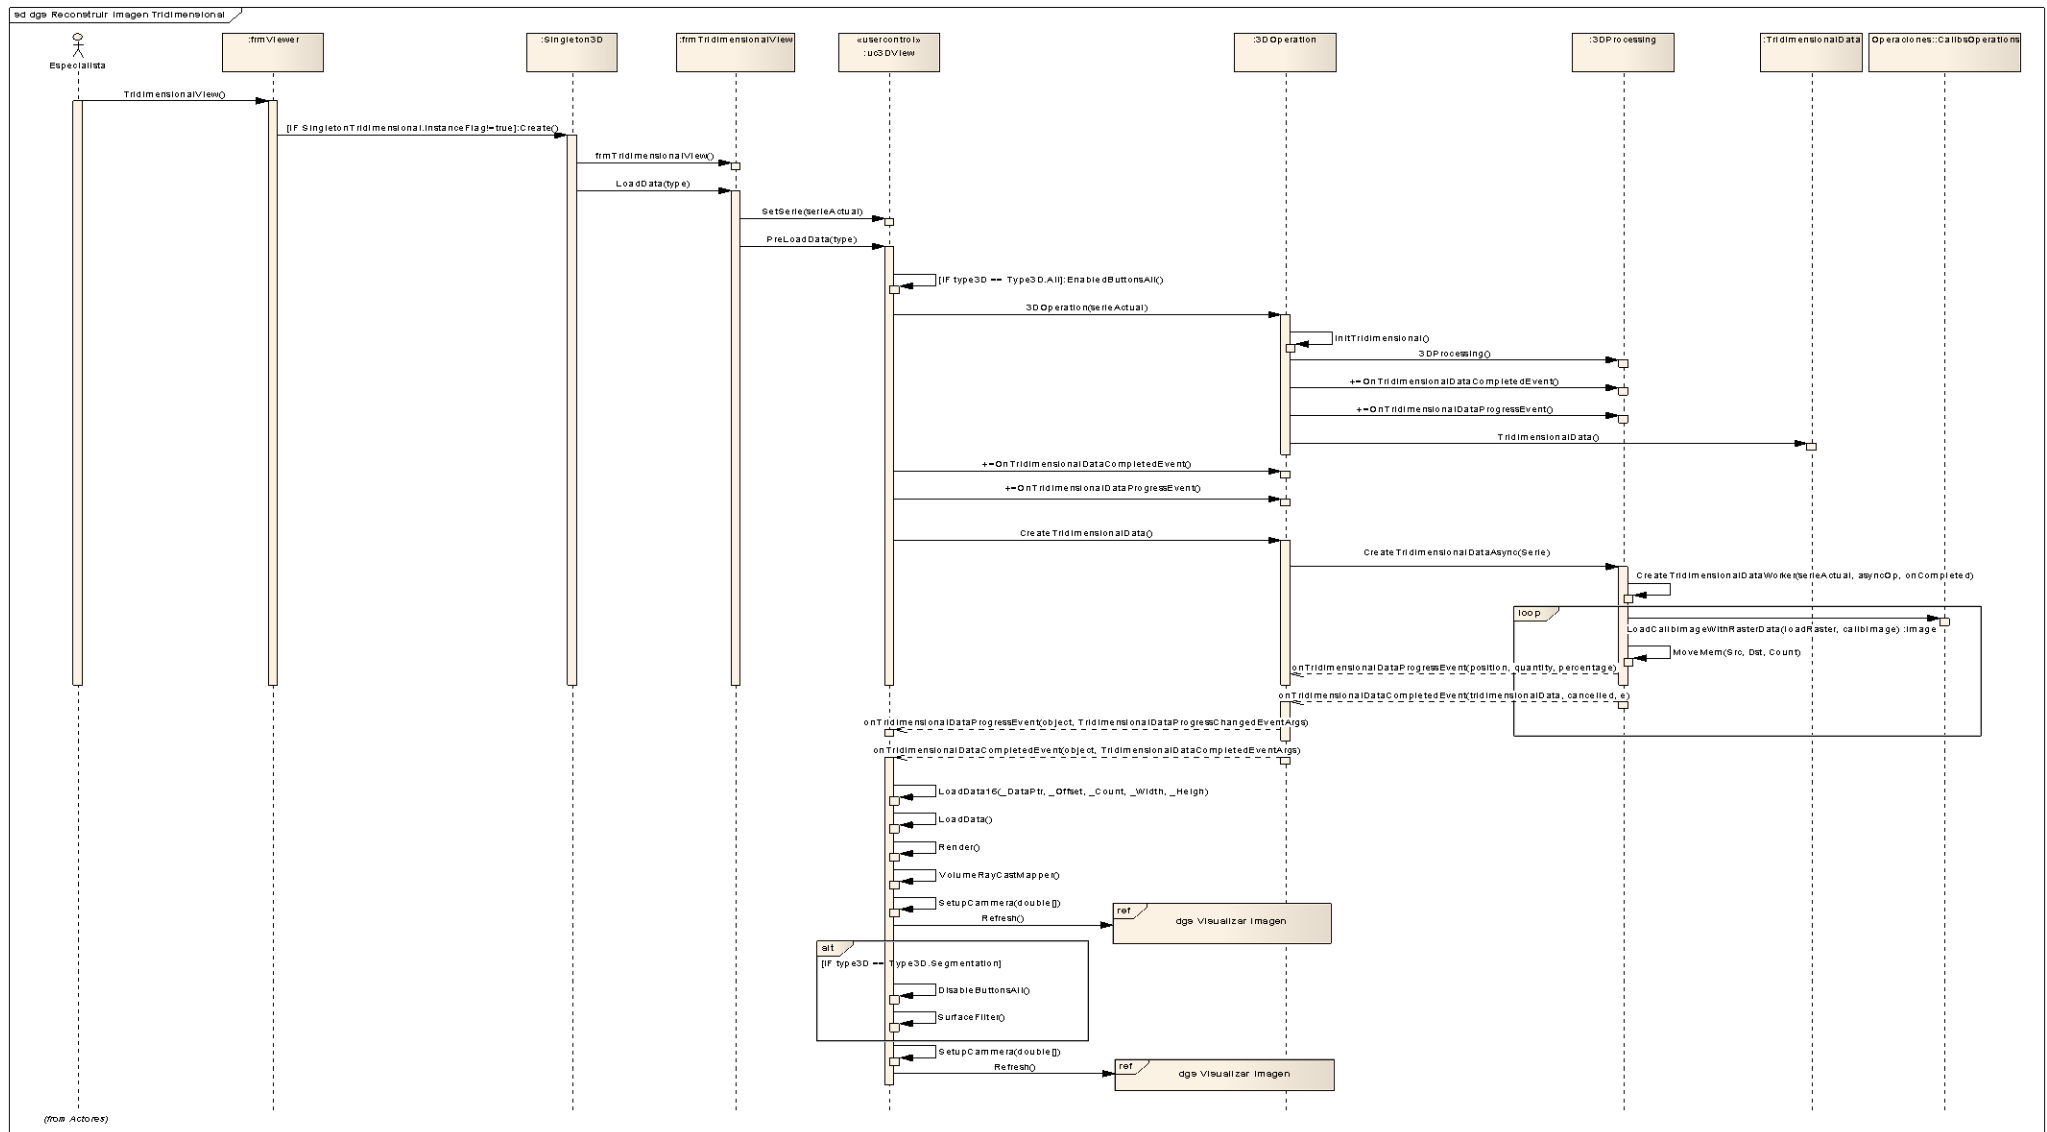 sd dgs Reconstruir Imagen Tridimensional
Especialista
:frmViewer
:Singleton3D
:frmTridimensionalView
«usercontrol»
:uc3DView
:3DOperation
:3DProcessing
:TridimensionalData
Operaciones::CalibsOperations
TridimensionalView()
[IF SingletonTridimensional.InstanceFlag!=true]:Create()
frmTridimensionalView()
LoadData(type)
SetSerie(serieActual)
PreLoadData(type)
[IF type3D == Type3D.All]:EnabledButtonsAll()
3DOperation(serieActual)
InitTridimensional()
3DProcessing()
+=OnTridimensionalDataCompletedEvent()
+=OnTridimensionalDataProgressEvent()
TridimensionalData()
+=OnTridimensionalDataCompletedEvent()
+=OnTridimensionalDataProgressEvent()
CreateTridimensionalData()
CreateTridimensionalDataAsync(Serie)
CreateTridimensionalDataWorker(serieActual, asyncOp, onCompleted)
loop
LoadCalibImageWithRasterData(loadRaster, calibImage) :Image
MoveMem(Src, Dst, Count)
onTridimensionalDataProgressEvent(position, quantity, percentage)
onTridimensionalDataCompletedEvent(tridimensionalData, cancelled, e)
onTridimensionalDataProgressEvent(object, TridimensionalDataProgressChangedEventArgs)
onTridimensionalDataCompletedEvent(object, TridimensionalDataCompletedEventArgs)
LoadData16(_DataPtr, _Offset, _Count, _Width, _Heigh)
LoadData()
Render()
VolumeRayCastMapper()
SetupCammera(double[])
Refresh()
ref
dgs Visualizar Imagen
alt
[IF type3D == Type3D.Segmentation]
DisableButtonsAll()
SurfaceFilter()
SetupCammera(double[])
Refresh()
ref
dgs Visualizar Imagen
(from Actores)